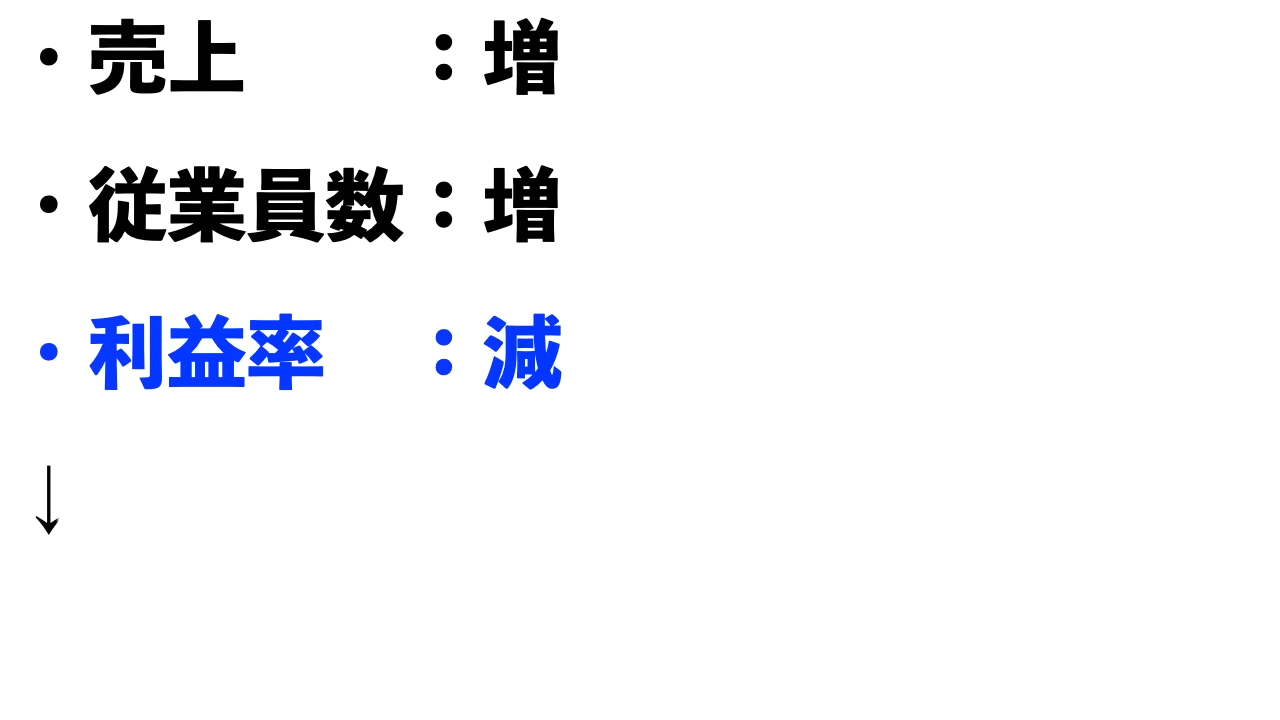 ・売上　　：増
・従業員数：増
・利益率　：減
↓